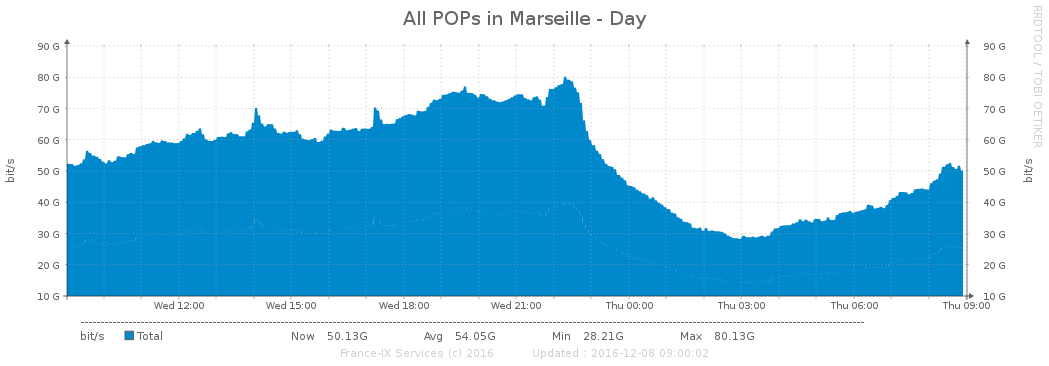 All POPs in Marseille - Day
RRDTOOL / TOBI OETIKER
90 G 90 G
80 G 80 G
70 G 70 G
60 G 60 G
50 G 50 G
40 G 40 G
30 G 30 G
20 G 20 G
10 G 10 G
bit/s bit/s
Wed 12:00 Wed 15:00 Wed 18:00 Wed 21:00 Thu 00:00 Thu 03:00 Thu 06:00 Thu 09:00
bit/s Total Now 50.13G Avg 54.05G Min 28.21G Max 80.13G
France-IX Services (c) 2016 Updated : 2016-12-08 09:00:02